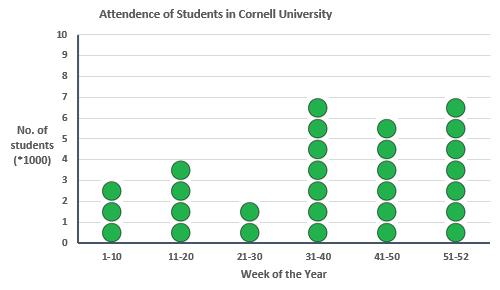 Attendence of Students in Cornell University
10
9
8
7
6
5
4
3
2
1
0
No. of
students
(*1000)
1-10 11-20 21-30 31-40 41-50 51-52
Week of the Year